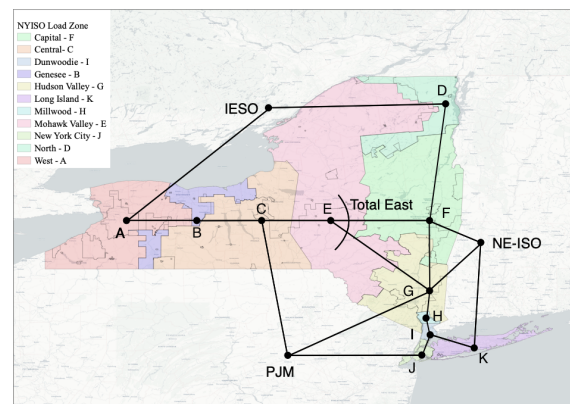 NYISO Load Zone
Capital - F
Central- C
Dunwoodie - I
Genesee - B
Hudson Valley - G
Long Island - K
Millwood - H
Mohawk Valley - E
New York City - J
North - D
West - A
D
IESO
Total East
A
B
C
E
F
NE-ISO
G
H
I
K
J
PJM